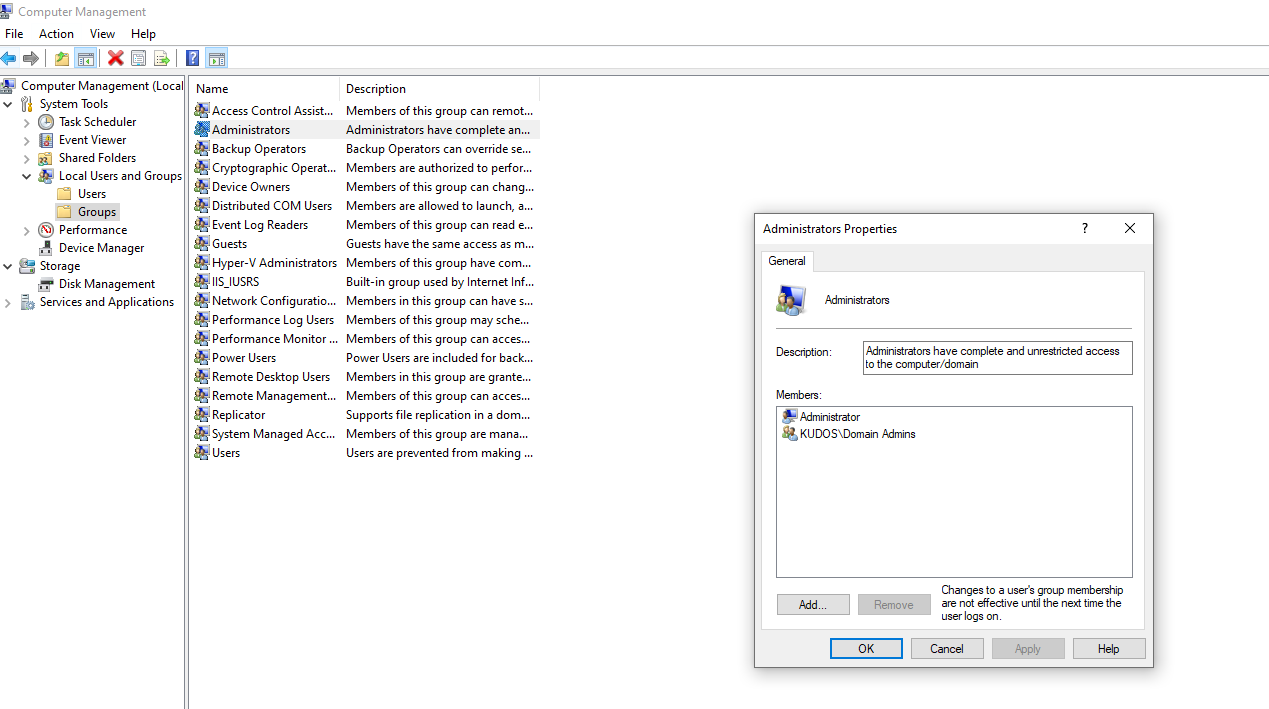 Computer Management
File Action View Help
Computer Management (Local
System Tools
Task Scheduler
Event Viewer
Shared Folders
Local Users and Groups
Users
Groups
Performance
Device Manager
Storage
Disk Management
Services and Applications
Name Description
Access Control Assist... Members of this group can remot...
Administrators Administrators have complete an...
Backup Operators Backup Operators can override se...
Cryptographic Operat... Members are authorized to perfor...
Device Owners Members of this group can chang...
Distributed COM Users Members are allowed to launch, a...
Event Log Readers Members of this group can read e...
Guests Guests have the same access as m...
Hyper-V Administrators Members of this group have com...
IIS_IUSRS Built-in group used by Internet Inf...
Network Configuratio... Members in this group can have s...
Performance Log Users Members of this group may sche...
Performance Monitor ... Members of this group can acces...
Power Users Power Users are included for back...
Remote Desktop Users Members in this group are grante...
Remote Management... Members of this group can acces...
Replicator Supports file replication in a dom...
System Managed Acc... Members of this group are mana...
Users Users are prevented from making ...
Administrators Properties ?
General
Administrators
Description: Administrators have complete and unrestricted access
to the computer/domain
Members:
Administrator
KUDOS\Domain Admins
Add... Remove
Changes to a user's group membership
are not effective until the next time the
user logs on.
OK Cancel Apply Help